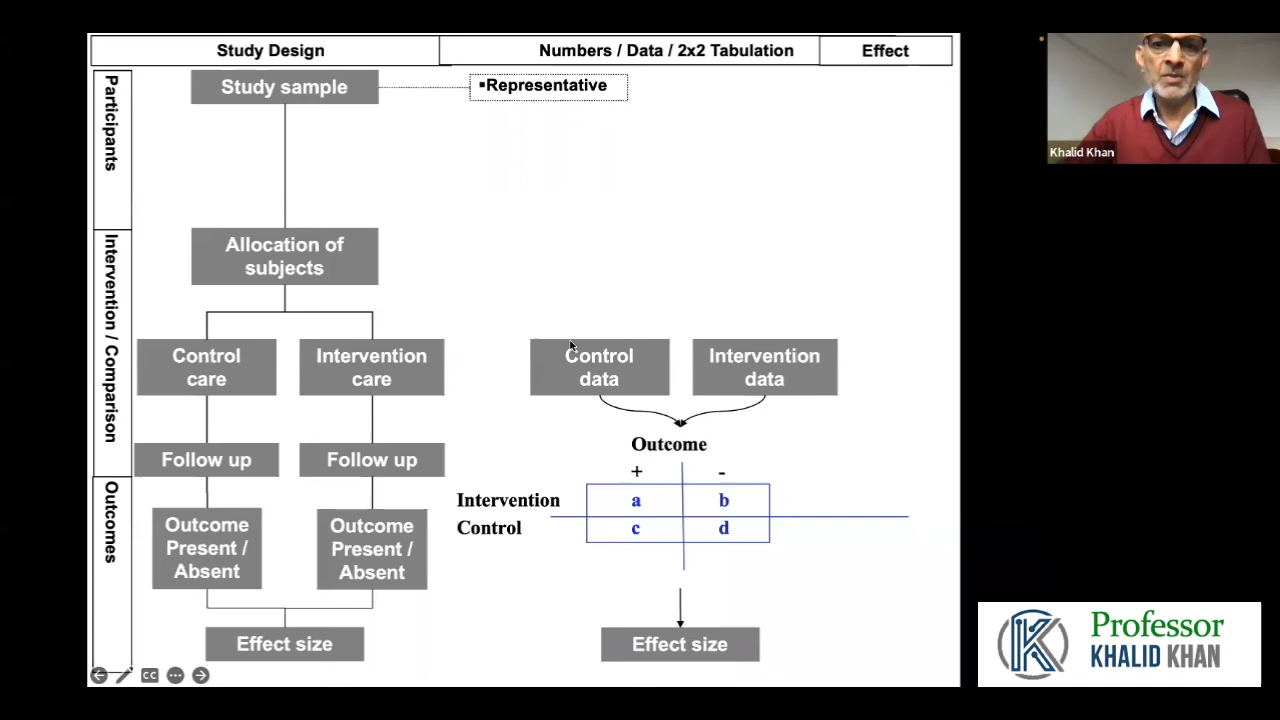 Study Design
Numbers / Data / 2x2 Tabulation
Effect
Participants
Study sample
▪Representative
Khalid Khan
Intervention / Comparison
Allocation of
subjects
Control
care
Intervention
care
Control
data
Intervention
data
Follow up
Follow up
Outcome
+ -
Intervention a b
Control c d
Outcomes
Outcome
Present /
Absent
Outcome
Present /
Absent
Effect size
Effect size
CC
Professor
KHALID KHAN